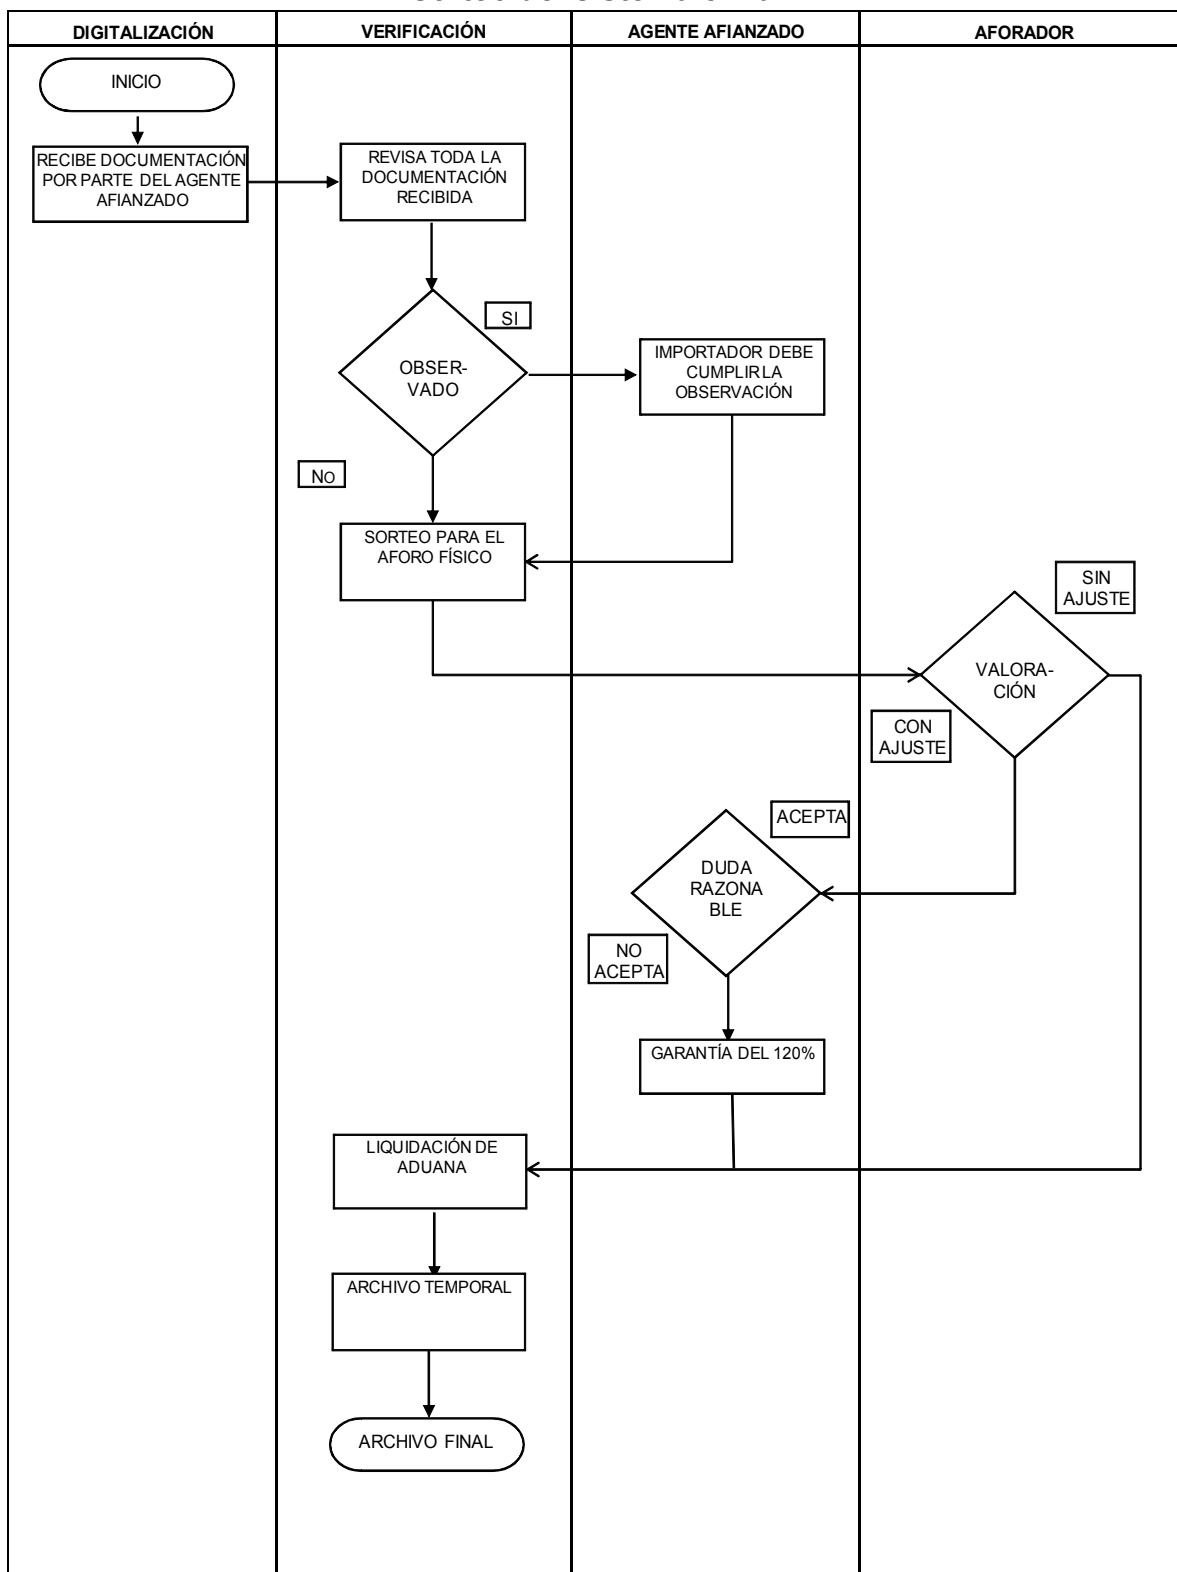 DIGITALIZACIÓN
VERIFICACIÓN
AGENTE AFIANZADO
AFORADOR
INICIO
RECIBE DOCUMENTACIÓN
POR PARTE DEL AGENTE
AFIANZADO
REVISA TODA LA
DOCUMENTACIÓN
RECIBIDA
SI
OBSER-
VADO
IMPORTADOR DEBE
CUMPLIR LA
OBSERVACIÓN
NO
SORTEO PARA EL
AFORO FÍSICO
SIN
AJUSTE
VALORA-
CIÓN
CON
AJUSTE
ACEPTA
DUDA
RAZONA
BLE
NO
ACEPTA
GARANTÍA DEL 120%
LIQUIDACIÓN DE
ADUANA
ARCHIVO TEMPORAL
ARCHIVO FINAL